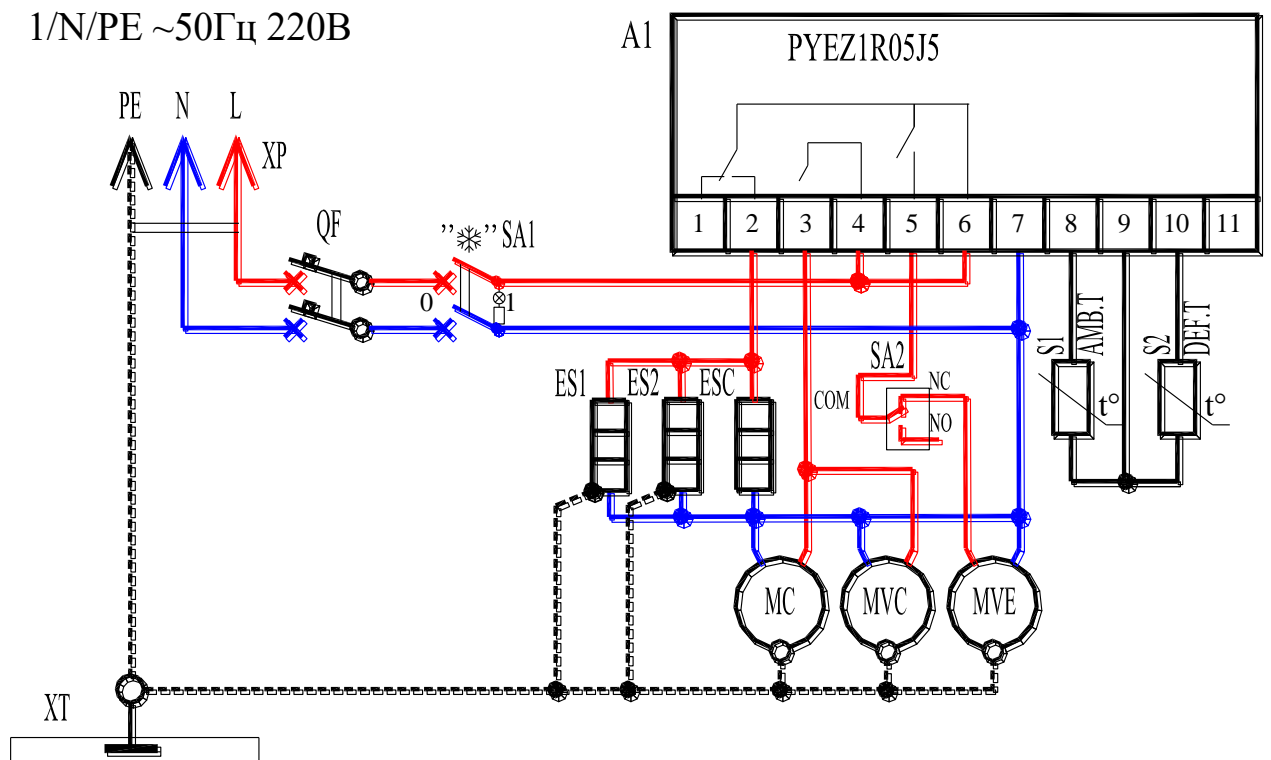 1/N/PE ~50Гц 220В
A1
PYEZ1R05J5
PE N L
XP
1 2 3 4 5 6 7 8 9 10 11
QF
”❄” SA1
0 1
S1
AMB.T
S2
DEF.T
SA2
ES1 ES2 ESC
COM
NC
NO
t° t°
MC MVC MVE
XT